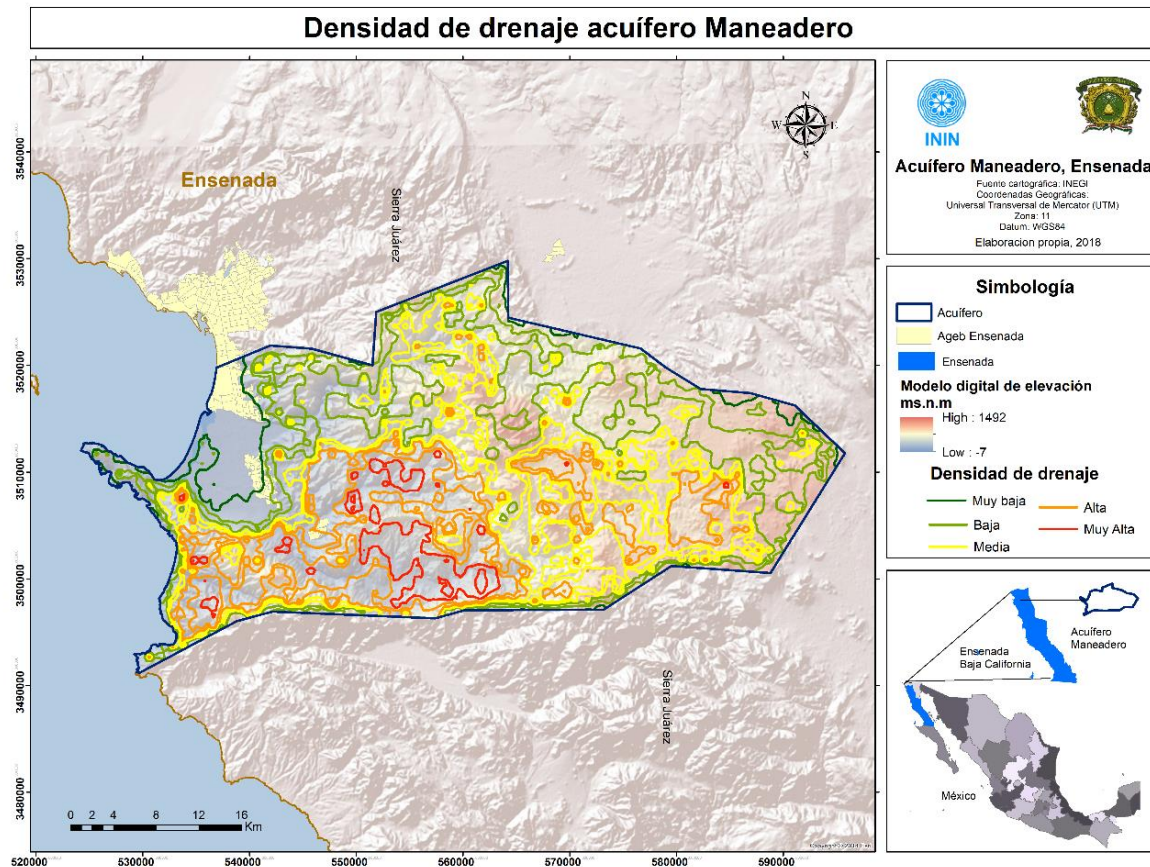 Densidad de drenaje acuífero Maneadero
N
W E
S
Ensenada
Sierra Juárez
Sierra Juárez
3540000
3530000
3520000
3510000
3500000
3490000
3480000
0 2 4 8 12 16
Km
520000 530000 540000 550000 560000 570000 580000 590000
ININ
Acuífero Maneadero, Ensenada
Fuente cartográfica: INEGI
Coordenadas Geográficas:
Universal Transversal de Mercator (UTM)
Zona: 11
Datum: WGS84
Elaboracion propia, 2018
Simbología
Acuífero
Ageb Ensenada
Ensenada
Modelo digital de elevación
ms.n.m
High : 1492
Low : -7
Densidad de drenaje
Muy baja
Baja
Media
Alta
Muy Alta
Acuífero
Maneadero
Ensenada
Baja California
México